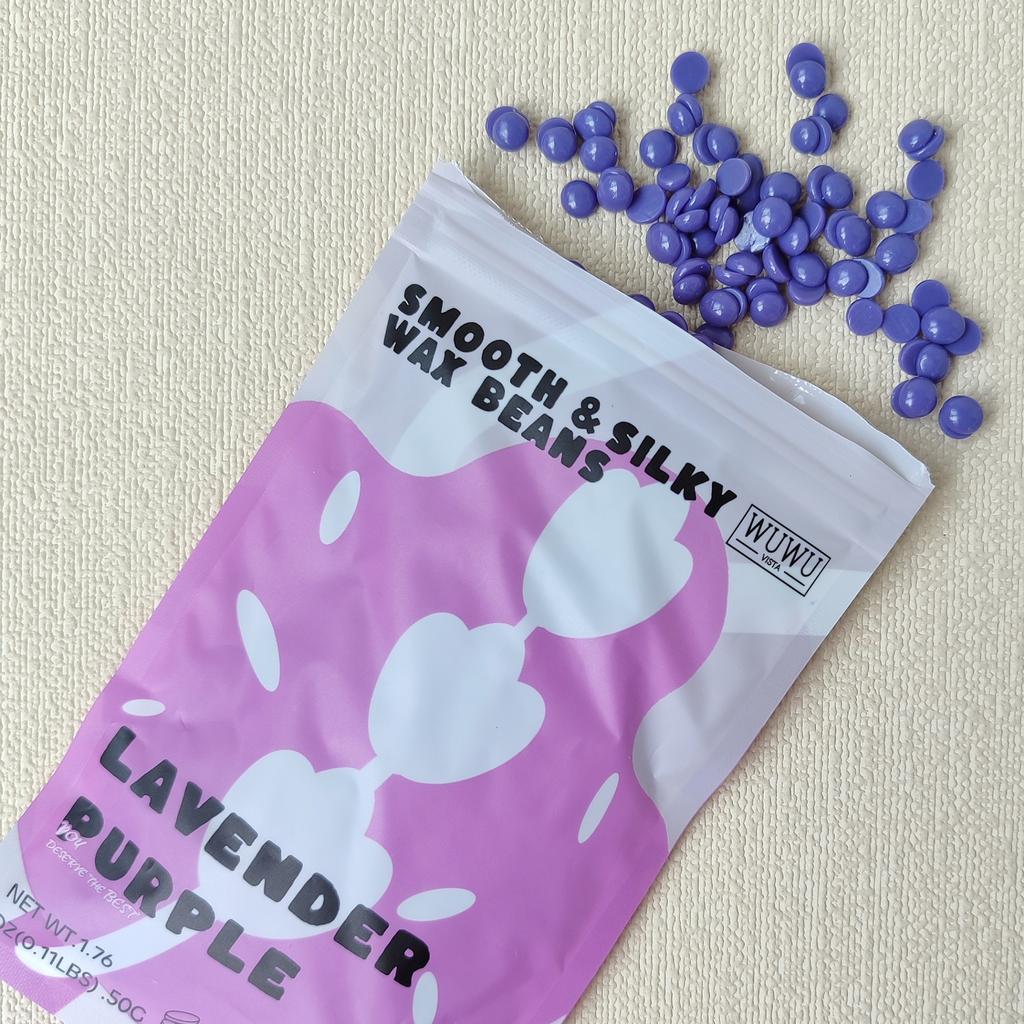 SMOOTH & SILKY
WAX BEANS
WUWU
VISTA
LAVENDER
PURPLE
YOU
DESERVE THE BEST
NET WT.1.76
OZ(0.11LBS) .50G